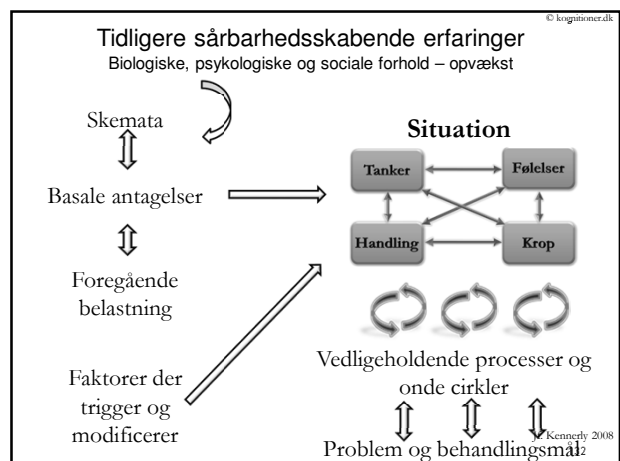 © kognitioner.dk
Tidligere sårbarhedsskabende erfaringer
Biologiske, psykologiske og sociale forhold – opvækst
Skemata
Basale antagelser
Foregående
belastning
Faktorer der
trigger og
modificerer
Situation
Tanker
Følelser
Handling
Krop
Vedligeholdende processer og
onde cirkler
Kennerly 2008
Problem og behandlingsmål